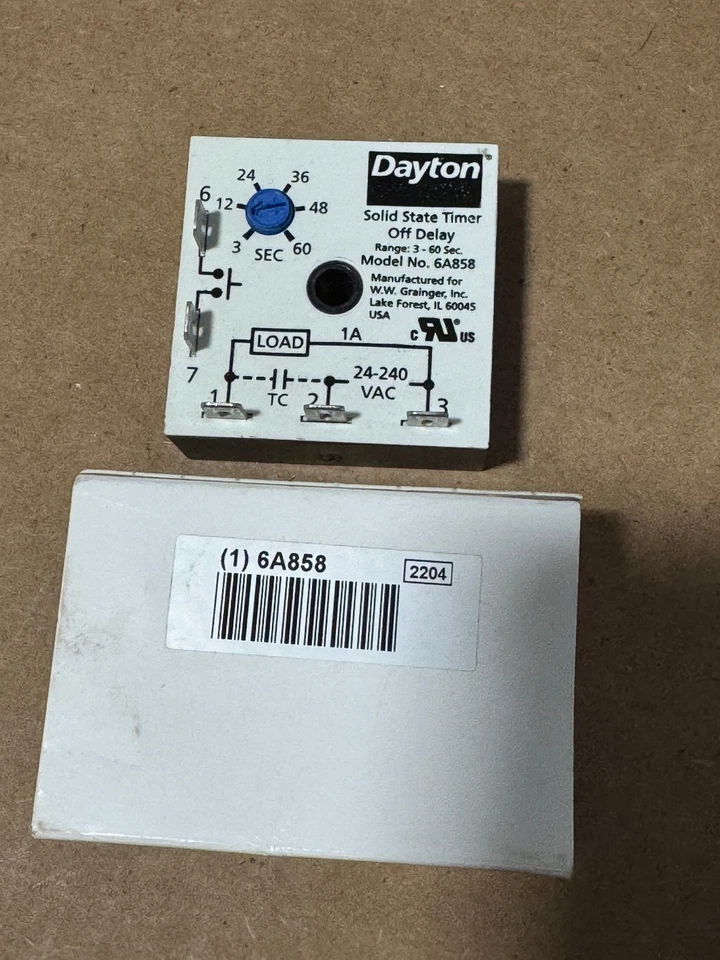 Dayton
Solid State Timer
Off Delay
Range: 3 - 60 Sec.
Model No. 6A858
Manufactured for
W.W. Grainger, Inc.
Lake Forest, IL 60045
USA
c RU US
24 36
12 48
3 SEC 60
6
7
LOAD 1A
24-240
VAC
TC
1 2 3
(1) 6A858
2204